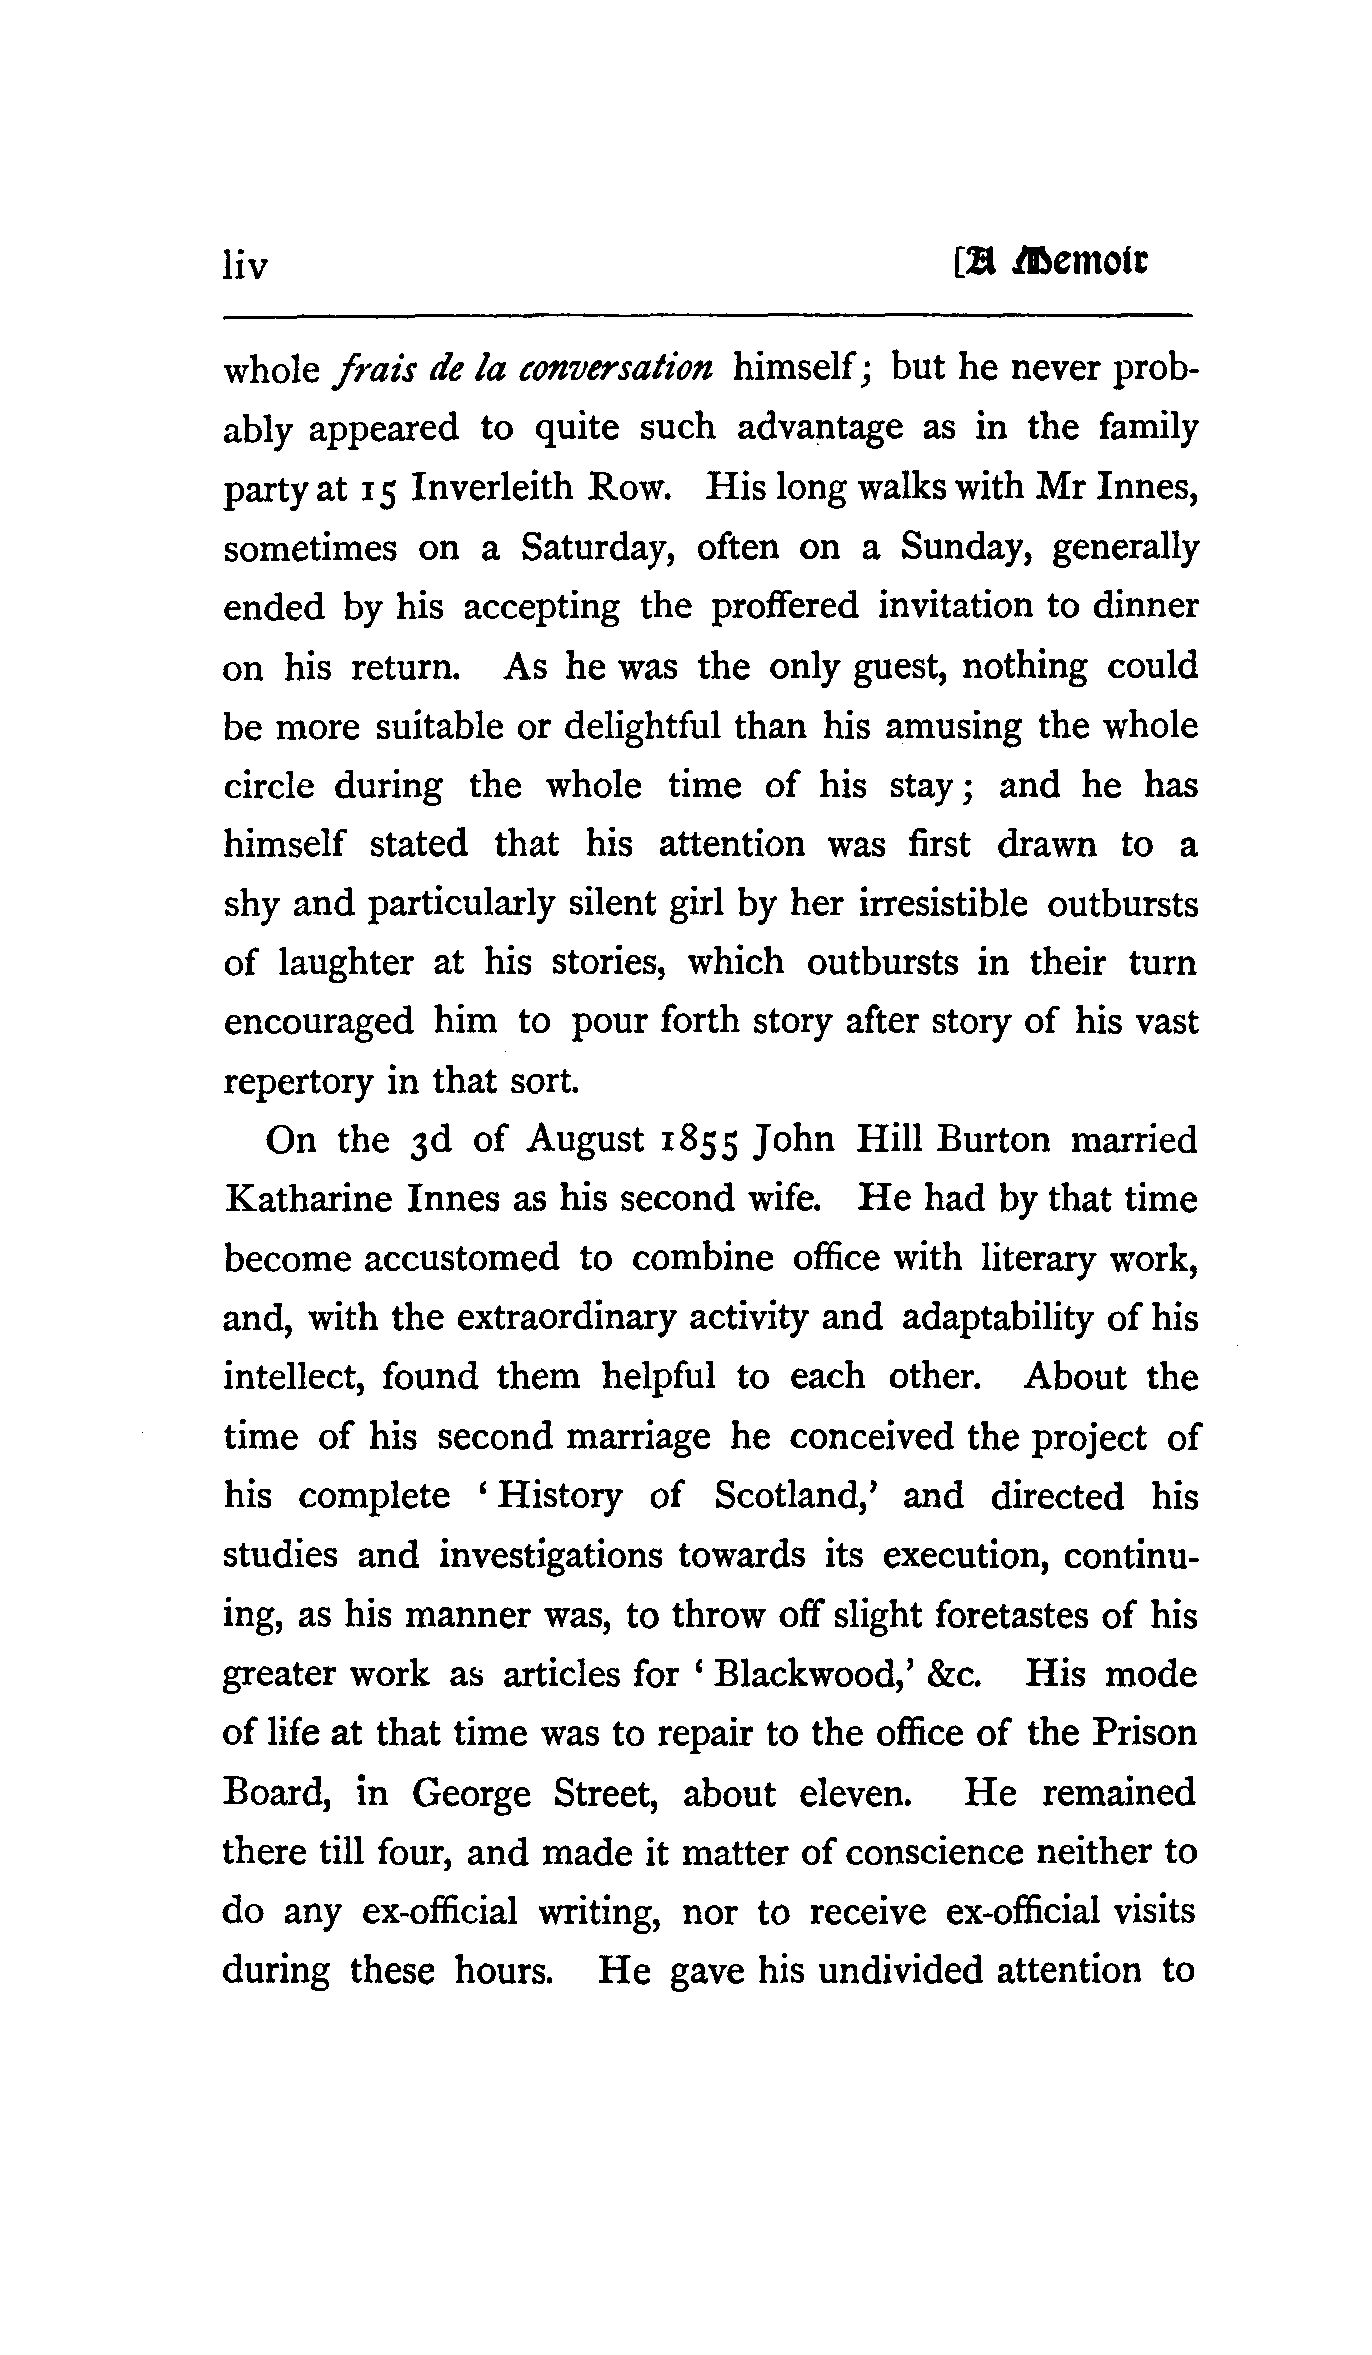 liv [A Memoir
whole frais de la conversation himself; but he never prob-
ably appeared to quite such advantage as in the family
party at 15 Inverleith Row. His long walks with Mr Innes,
sometimes on a Saturday, often on a Sunday, generally
ended by his accepting the proffered invitation to dinner
on his return. As he was the only guest, nothing could
be more suitable or delightful than his amusing the whole
circle during the whole time of his stay; and he has
himself stated that his attention was first drawn to a
shy and particularly silent girl by her irresistible outbursts
of laughter at his stories, which outbursts in their turn
encouraged him to pour forth story after story of his vast
repertory in that sort.
On the 3d of August 1855 John Hill Burton married
Katharine Innes as his second wife. He had by that time
become accustomed to combine office with literary work,
and, with the extraordinary activity and adaptability of his
intellect, found them helpful to each other. About the
time of his second marriage he conceived the project of
his complete ‘History of Scotland,’ and directed his
studies and investigations towards its execution, continu-
ing, as his manner was, to throw off slight foretastes of his
greater work as articles for ‘Blackwood,’ &c. His mode
of life at that time was to repair to the office of the Prison
Board, in George Street, about eleven. He remained
there till four, and made it matter of conscience neither to
do any ex-official writing, nor to receive ex-official visits
during these hours. He gave his undivided attention to